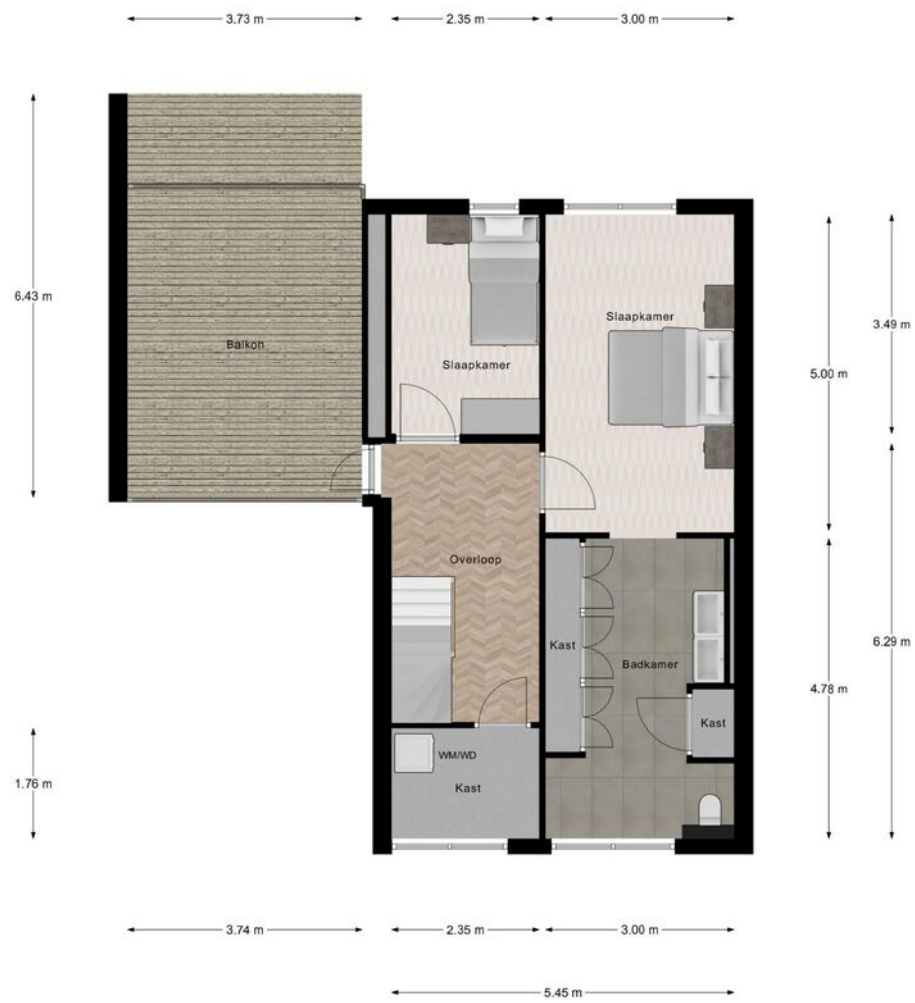 3.73 m
2.35 m
3.00 m
6.43 m
Balkon
Slaapkamer
Slaapkamer
3.49 m
5.00 m
Overloop
Kast
Badkamer
6.29 m
4.78 m
Kast
WM/WD
Kast
1.76 m
3.74 m
2.35 m
3.00 m
5.45 m